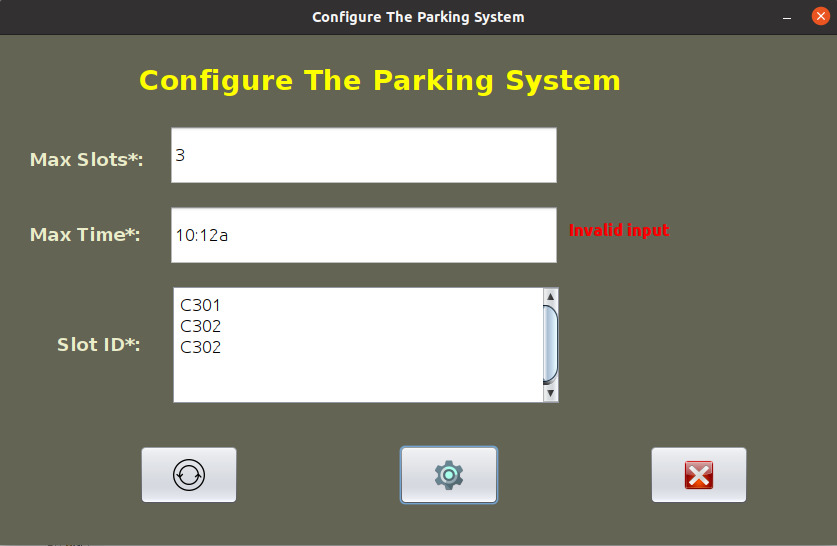 Configure The Parking System
Configure The Parking System
Max Slots*:
3
Max Time*:
10:12a
Invalid input
Slot ID*:
C301
C302
C302